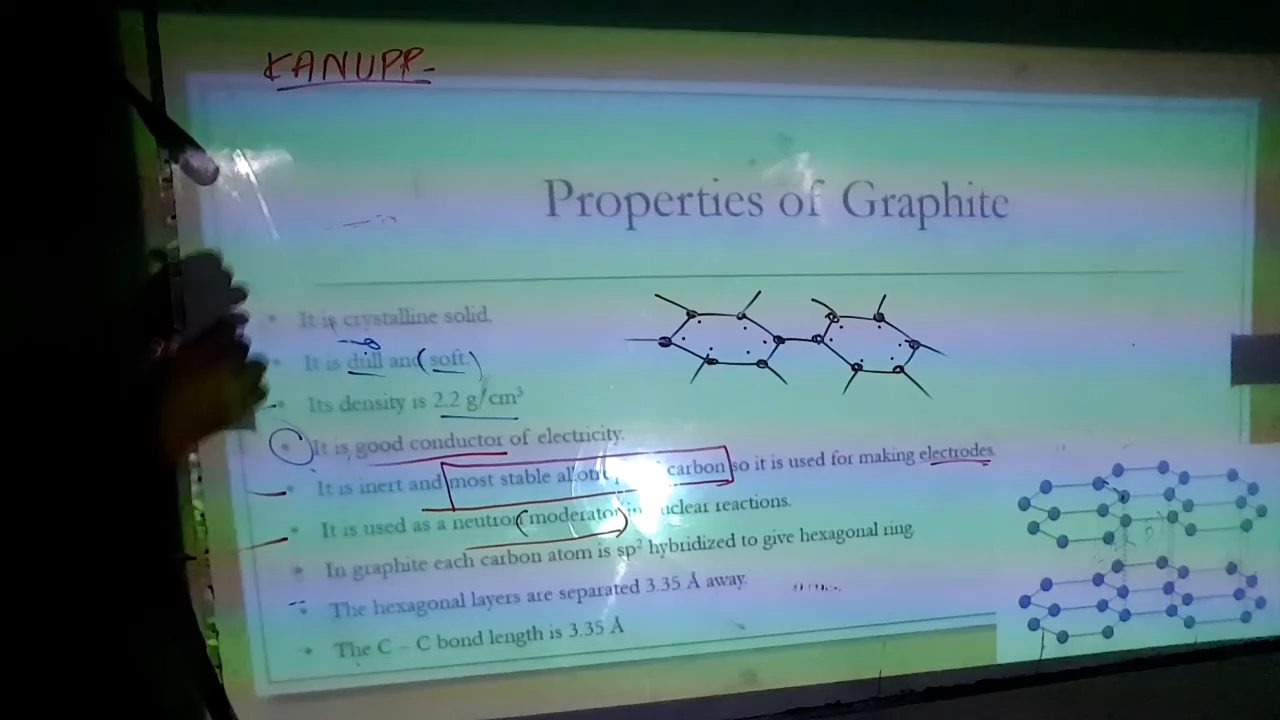 KANUPP-
Properties of Graphite
• It is crystalline solid.
• It is dull and (soft.)
• Its density is 2.2 g/cm³
• It is good conductor of electricity.
• It is inert and most stable carbon so it is used for making electrodes.
• It is used as a neutron (moderator) in reactions.
• In graphite each carbon atom is sp² hybridized to give hexagonal ring.
• The hexagonal layers are separated 3.35 Å away.
• The C – C bond length is 3.35 Å